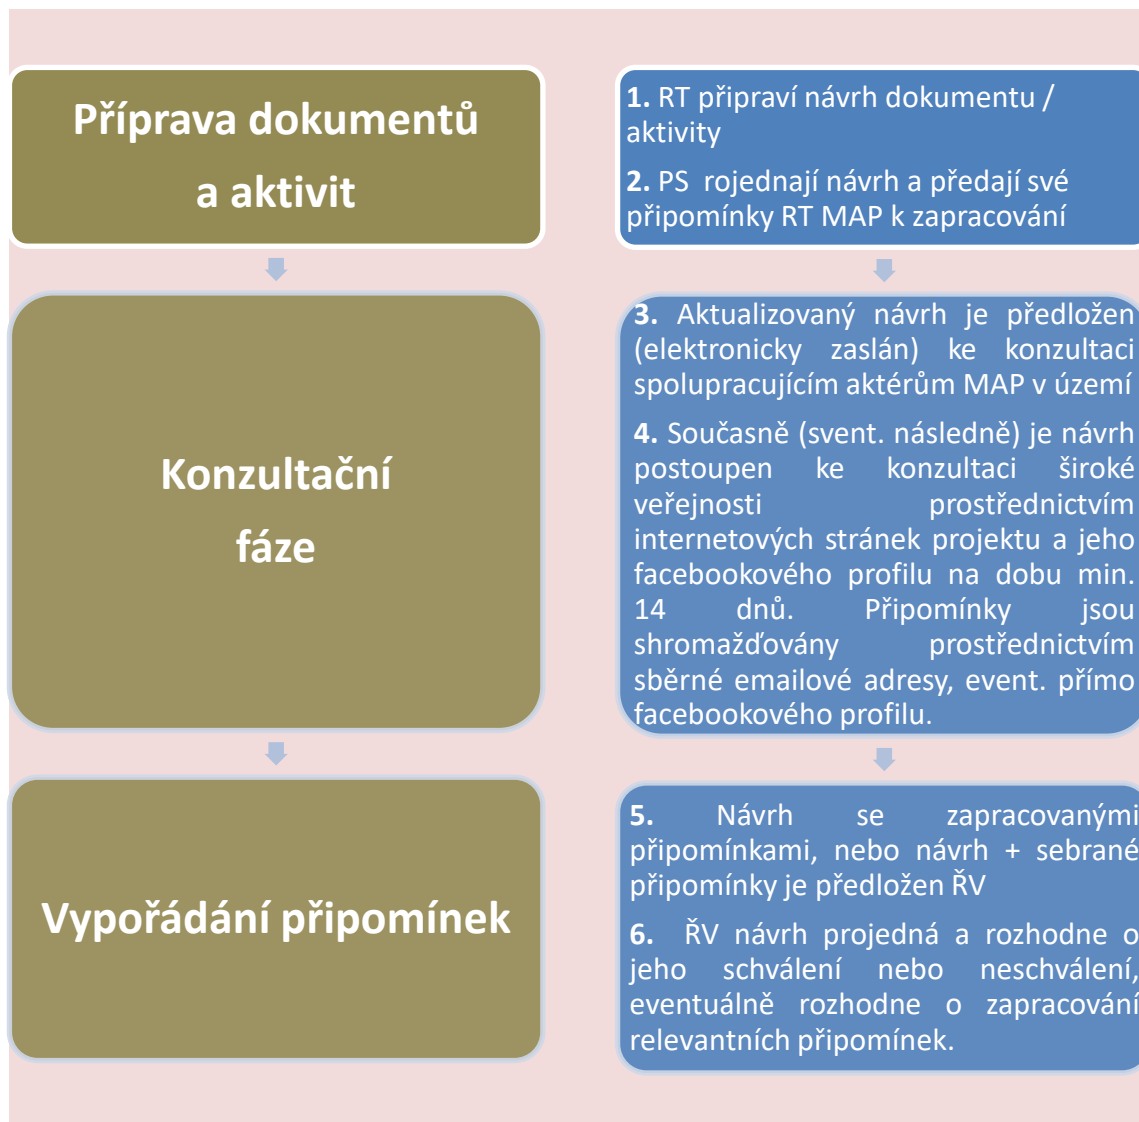 Příprava dokumentů
a aktivit
1. RT připraví návrh dokumentu /
aktivity
2. PS rojednají návrh a předají své
připomínky RT MAP k zapracování
Konzultační
fáze
3. Aktualizovaný návrh je předložen
(elektronicky zaslán) ke konzultaci
spolupracujícím aktérům MAP v území
4. Současně (svent. následně) je návrh
postoupen ke konzultaci široké
veřejnosti prostřednictvím
internetových stránek projektu a jeho
facebookového profilu na dobu min.
14 dnů. Připomínky jsou
shromažďovány prostřednictvím
sběrné emailové adresy, event. přímo
facebookového profilu.
Vypořádání připomínek
5. Návrh se zapracovanými
připomínkami, nebo návrh + sebrané
připomínky je předložen ŘV
6. ŘV návrh projedná a rozhodne o
jeho schválení nebo neschválení,
eventuálně rozhodne o zapracování
relevantních připomínek.